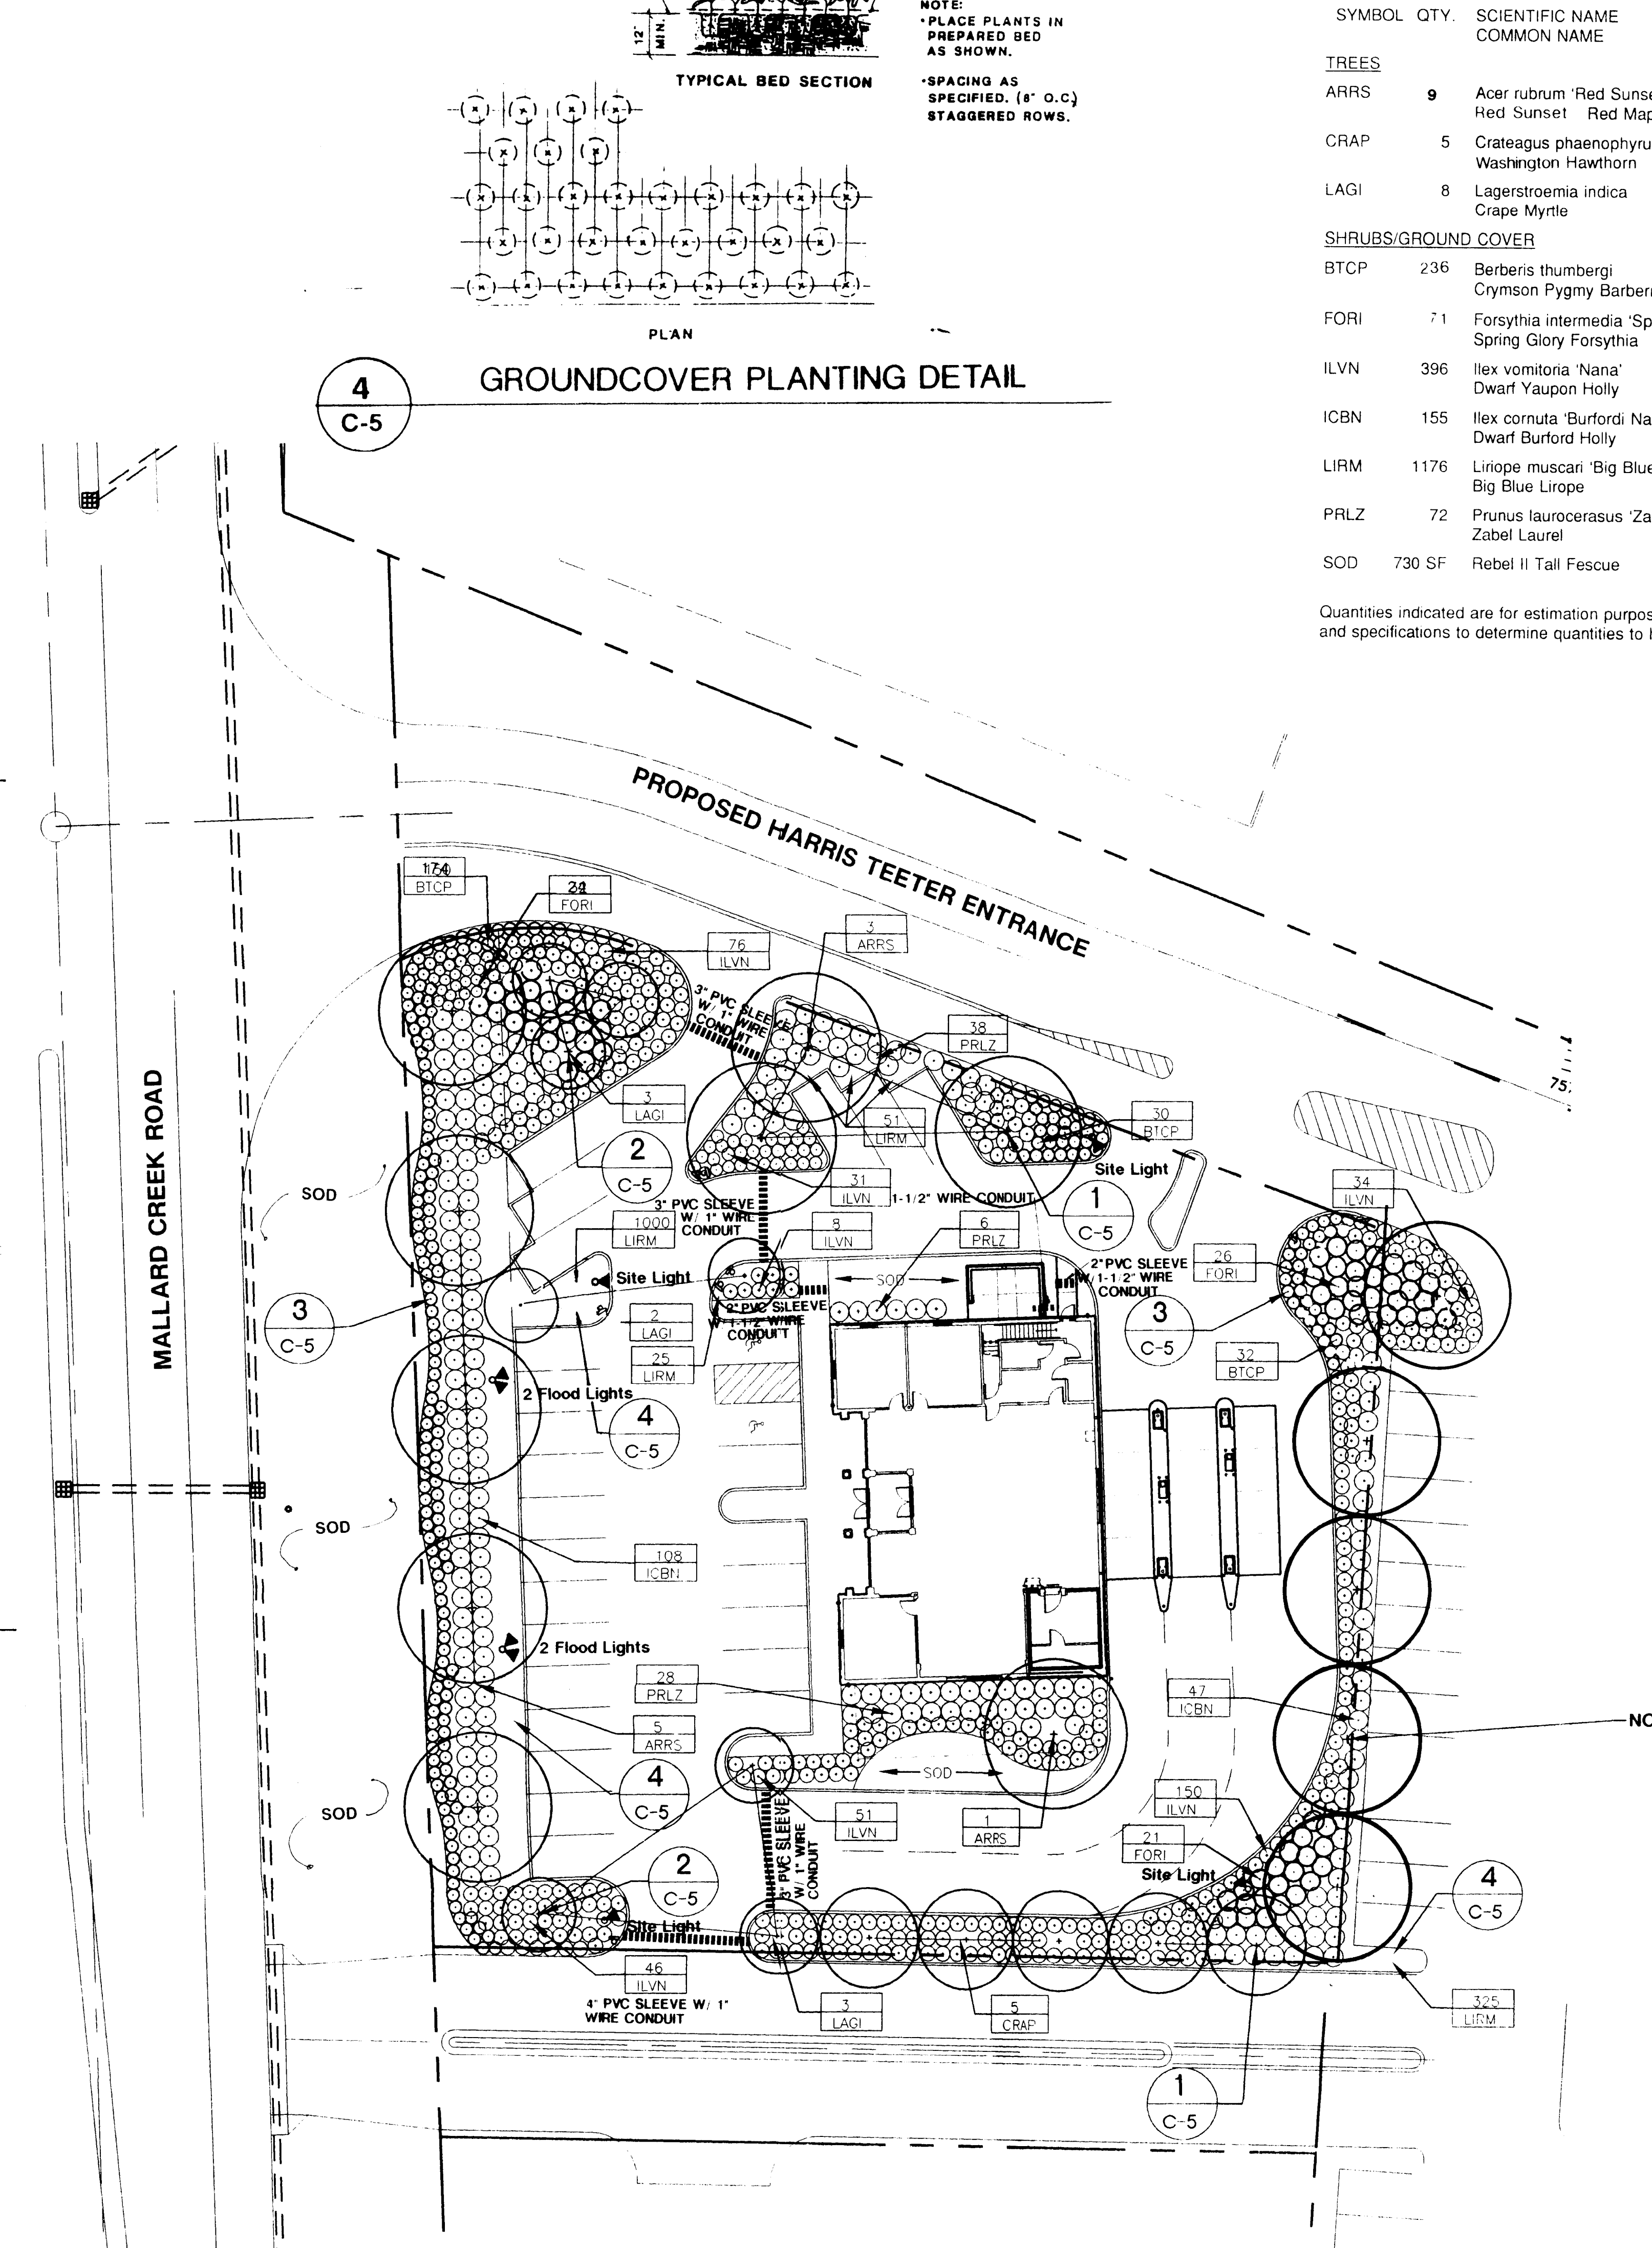 12"
MIN.
NOTE:
•PLACE PLANTS IN
PREPARED BED
AS SHOWN.
TYPICAL BED SECTION
•SPACING AS
SPECIFIED. (8" O.C.)
STAGGERED ROWS.
PLAN
4
C-5
GROUNDCOVER PLANTING DETAIL
SYMBOL QTY. SCIENTIFIC NAME
COMMON NAME
TREES
ARRS 9 Acer rubrum 'Red Sunse
Red Sunset Red Map
CRAP 5 Crateagus phaenophyru
Washington Hawthorn
LAGI 8 Lagerstroemia indica
Crape Myrtle
SHRUBS/GROUND COVER
BTCP 236 Berberis thumbergi
Crymson Pygmy Barber
FORI 71 Forsythia intermedia 'Sp
Spring Glory Forsythia
ILVN 396 Ilex vomitoria 'Nana'
Dwarf Yaupon Holly
ICBN 155 Ilex cornuta 'Burfordi Na
Dwarf Burford Holly
LIRM 1176 Liriope muscari 'Big Blue
Big Blue Lirope
PRLZ 72 Prunus laurocerasus 'Za
Zabel Laurel
SOD 730 SF Rebel II Tall Fescue
Quantities indicated are for estimation purpos
and specifications to determine quantities to
PROPOSED HARRIS TEETER ENTRANCE
MALLARD CREEK ROAD
BTCP
FORI
76
ILVN
3
ARRS
3" PVC SLEEVE
W/ 1" WIRE
CONDUIT
38
PRLZ
3
LAGI
51
LIRM
30
BTCP
75'
2
C-5
Site Light
SOD
31
ILVN
1-1/2" WIRE CONDUIT
1
C-5
34
ILVN
3" PVC SLEEVE
W/ 1" WIRE
CONDUIT
1000
LIRM
8
ILVN
6
PRLZ
26
FORI
2" PVC SLEEVE
W/ 1-1/2" WIRE
CONDUIT
Site Light
SOD
3
C-5
2
LAGI
2" PVC SLEEVE
W/ 1-1/2" WIRE
CONDUIT
3
C-5
25
LIRM
32
BTCP
2 Flood Lights
4
C-5
SOD
108
ICBN
2 Flood Lights
28
PRLZ
47
ICBN
5
ARRS
NO
4
C-5
SOD
SOD
51
ILVN
1
ARRS
150
ILVN
21
FORI
Site Light
2
C-5
3" PVC SLEEVE
W/ 1" WIRE
CONDUIT
4
C-5
Site Light
46
ILVN
4" PVC SLEEVE W/ 1"
WIRE CONDUIT
3
LAGI
5
CRAP
325
LIRM
1
C-5